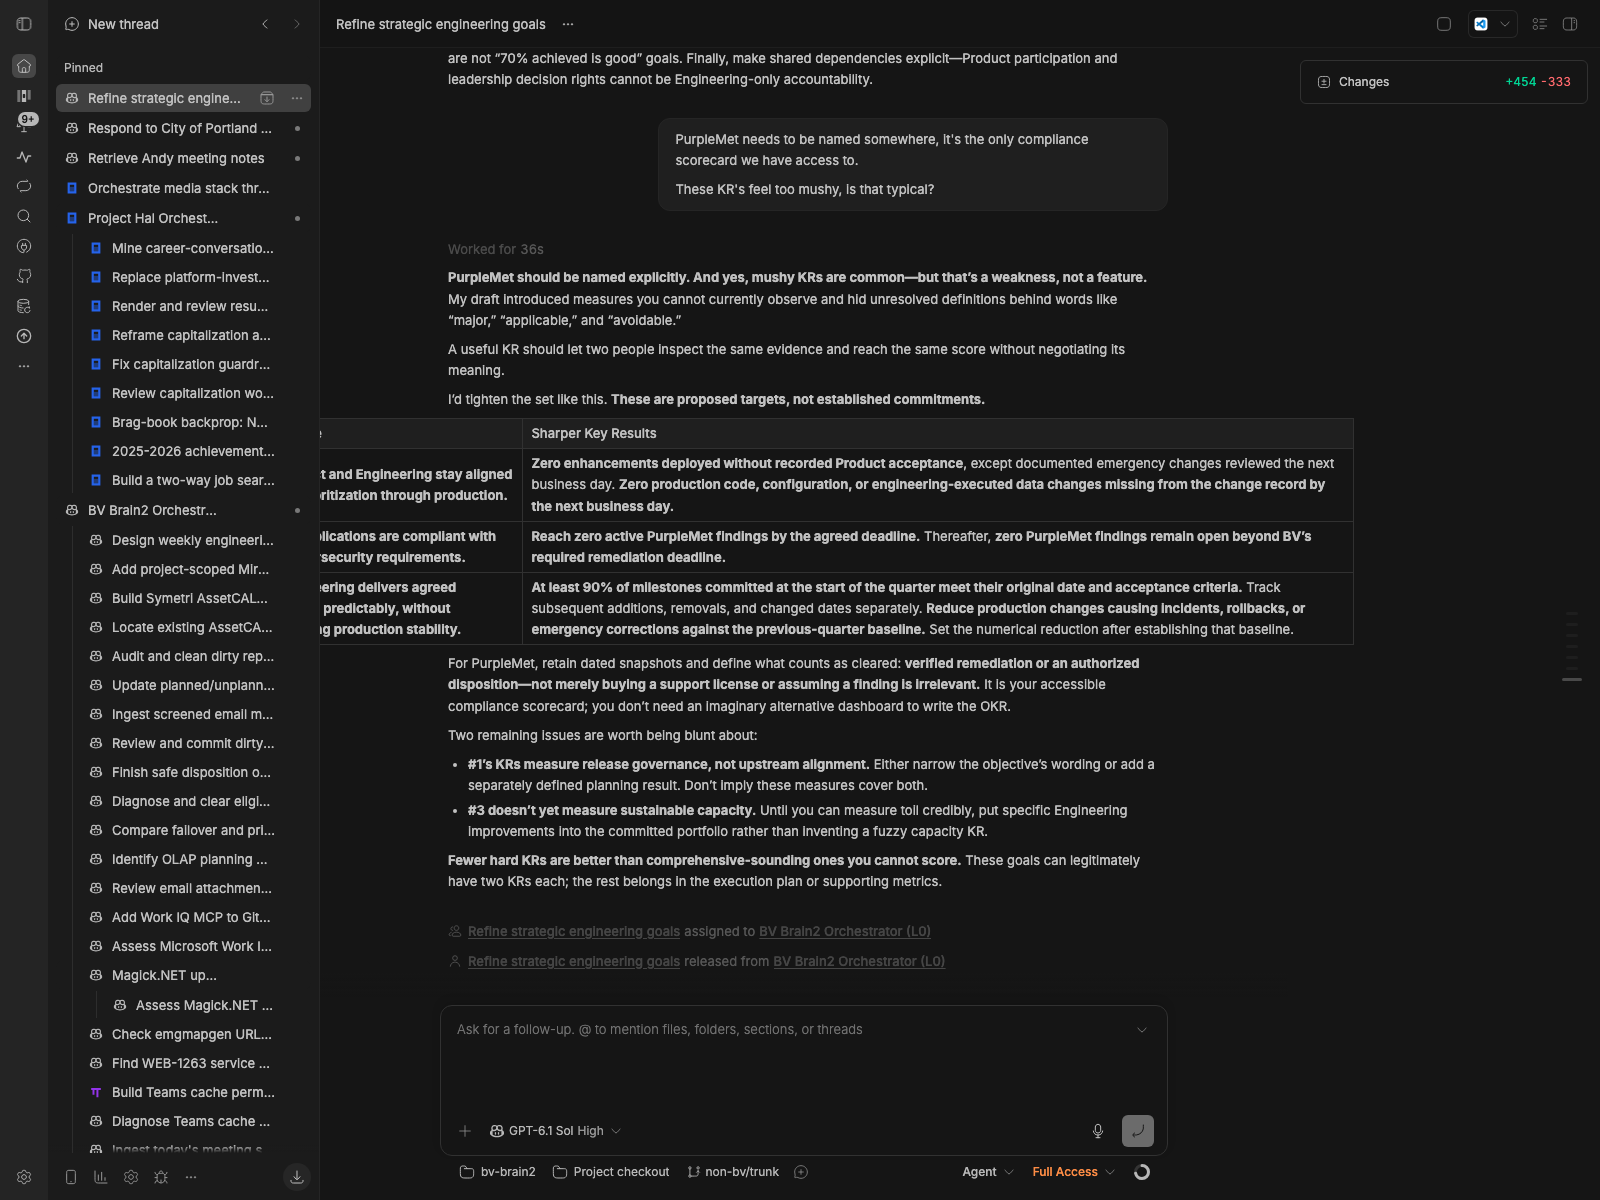 New thread
Refine strategic engineering goals
Pinned
Refine strategic engine...
Respond to City of Portland ...
Retrieve Andy meeting notes
Orchestrate media stack thr...
Project Hal Orchest...
Mine career-conversatio...
Replace platform-invest...
Render and review resu...
Reframe capitalization a...
Fix capitalization guardr...
Review capitalization wo...
Brag-book backprop: N...
2025-2026 achievement...
Build a two-way job sear...
BV Brain2 Orchestr...
Design weekly engineeri...
Add project-scoped Mir...
Build Symetri AssetCAL...
Locate existing AssetCA...
Audit and clean dirty rep...
Update planned/unplann...
Ingest screened email m...
Review and commit dirty...
Finish safe disposition o...
Diagnose and clear eligi...
Compare failover and pri...
Identify OLAP planning ...
Review email attachmen...
Add Work IQ MCP to Git...
Assess Microsoft Work I...
Magick.NET up...
Assess Magick.NET ...
Check emgmapgen URL...
Find WEB-1263 service ...
Build Teams cache perm...
Diagnose Teams cache ...
Ingest today's meeting s
9+
are not “70% achieved is good” goals. Finally, make shared dependencies explicit—Product participation and
leadership decision rights cannot be Engineering-only accountability.
Changes
+454 -333
PurpleMet needs to be named somewhere, it's the only compliance
scorecard we have access to.
These KR's feel too mushy, is that typical?
Worked for 36s
PurpleMet should be named explicitly. And yes, mushy KRs are common—but that’s a weakness, not a feature.
My draft introduced measures you cannot currently observe and hid unresolved definitions behind words like
“major,” “applicable,” and “avoidable.”
A useful KR should let two people inspect the same evidence and reach the same score without negotiating its
meaning.
I’d tighten the set like this. These are proposed targets, not established commitments.
e
Sharper Key Results
t and Engineering stay aligned
oritization through production.
Zero enhancements deployed without recorded Product acceptance, except documented emergency changes reviewed the next
business day. Zero production code, configuration, or engineering-executed data changes missing from the change record by
the next business day.
lications are compliant with
security requirements.
Reach zero active PurpleMet findings by the agreed deadline. Thereafter, zero PurpleMet findings remain open beyond BV’s
required remediation deadline.
eering delivers agreed
predictably, without
ng production stability.
At least 90% of milestones committed at the start of the quarter meet their original date and acceptance criteria. Track
subsequent additions, removals, and changed dates separately. Reduce production changes causing incidents, rollbacks, or
emergency corrections against the previous-quarter baseline. Set the numerical reduction after establishing that baseline.
For PurpleMet, retain dated snapshots and define what counts as cleared: verified remediation or an authorized
disposition—not merely buying a support license or assuming a finding is irrelevant. It is your accessible
compliance scorecard; you don’t need an imaginary alternative dashboard to write the OKR.
Two remaining issues are worth being blunt about:
• #1’s KRs measure release governance, not upstream alignment. Either narrow the objective’s wording or add a
separately defined planning result. Don’t imply these measures cover both.
• #3 doesn’t yet measure sustainable capacity. Until you can measure toil credibly, put specific Engineering
improvements into the committed portfolio rather than inventing a fuzzy capacity KR.
Fewer hard KRs are better than comprehensive-sounding ones you cannot score. These goals can legitimately
have two KRs each; the rest belongs in the execution plan or supporting metrics.
Refine strategic engineering goals assigned to BV Brain2 Orchestrator (L0)
Refine strategic engineering goals released from BV Brain2 Orchestrator (L0)
Ask for a follow-up. @ to mention files, folders, sections, or threads
GPT-6.1 Sol High
bv-brain2
Project checkout
non-bv/trunk
Agent
Full Access